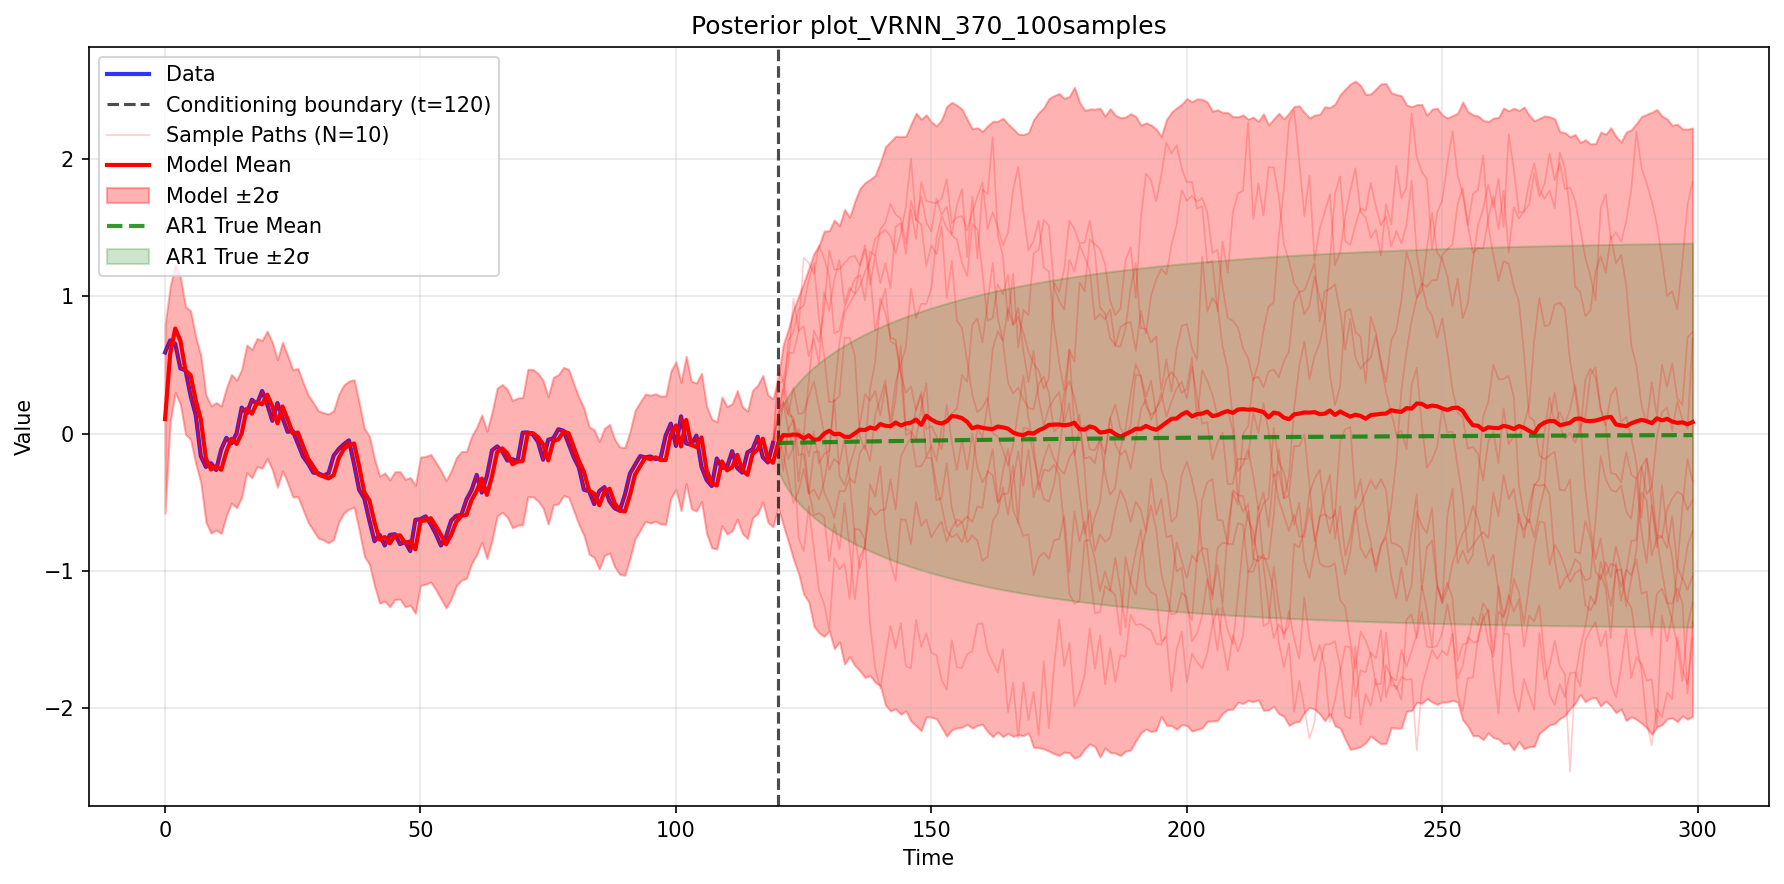 Posterior plot_VRNN_370_100samples
Data
Conditioning boundary (t=120)
Sample Paths (N=10)
Model Mean
Model ±2σ
AR1 True Mean
AR1 True ±2σ
Value
2
1
0
−1
−2
0 50 100 150 200 250 300
Time